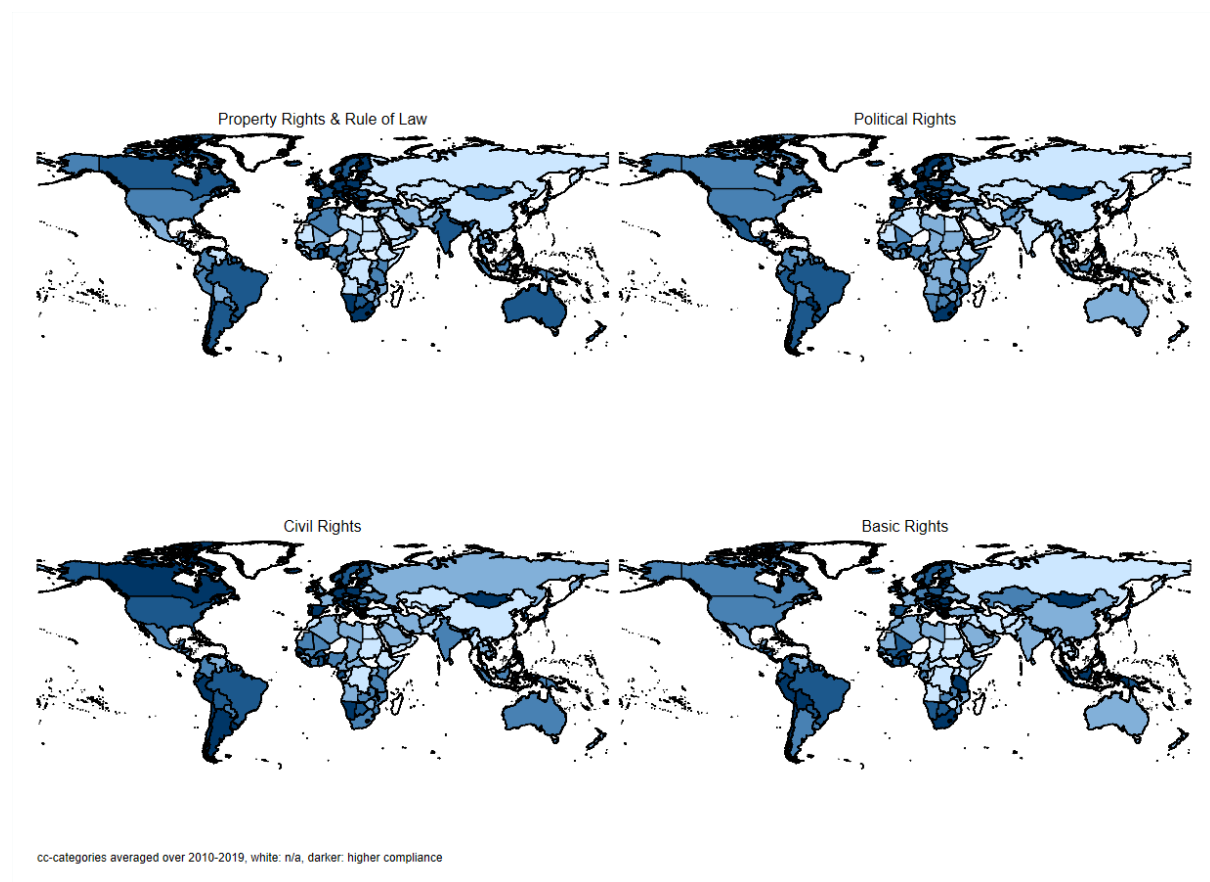 Property Rights & Rule of Law
Political Rights
Civil Rights
Basic Rights
cc-categories averaged over 2010-2019, white: n/a, darker: higher compliance